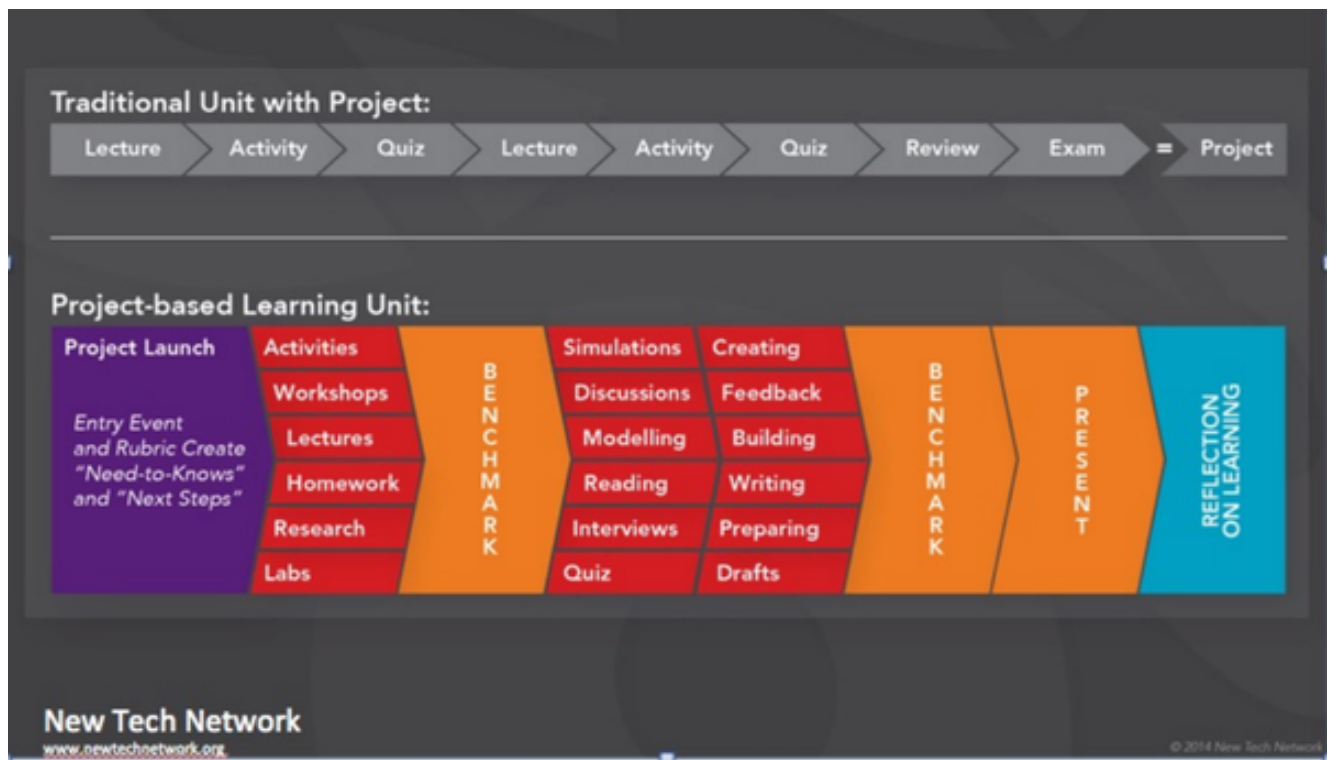 Traditional Unit with Project:
Lecture Activity Quiz Lecture Activity Quiz Review Exam = Project
Project-based Learning Unit:
Project Launch
Entry Event
and Rubric Create
"Need-to-Knows"
and "Next Steps"
Activities
Workshops
Lectures
Homework
Research
Labs
BENCHMARK
Simulations
Discussions
Modelling
Reading
Interviews
Quiz
Creating
Feedback
Building
Writing
Preparing
Drafts
BENCHMARK
PRESENT
REFLECTION
ON LEARNING
New Tech Network
www.newtechnetwork.org
© 2014 New Tech Network